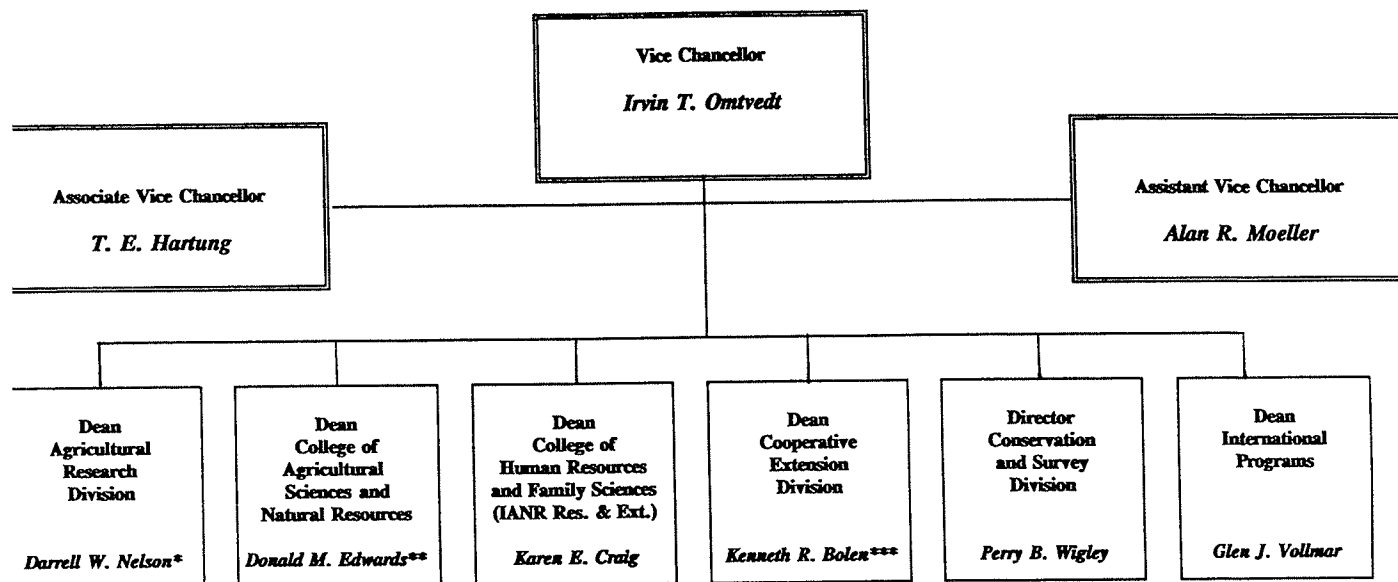 Vice Chancellor
Irvin T. Omtvedt
Associate Vice Chancellor
T. E. Hartung
Assistant Vice Chancellor
Alan R. Moeller
Dean
Agricultural
Research
Division
Darrell W. Nelson*
Dean
College of
Agricultural
Sciences and
Natural Resources
Donald M. Edwards**
Dean
College of
Human Resources
and Family Sciences
(IANR Res. & Ext.)
Karen E. Craig
Dean
Cooperative
Extension
Division
Kenneth R. Bolen***
Director
Conservation
and Survey
Division
Perry B. Wigley
Dean
International
Programs
Glen J. Vollmar